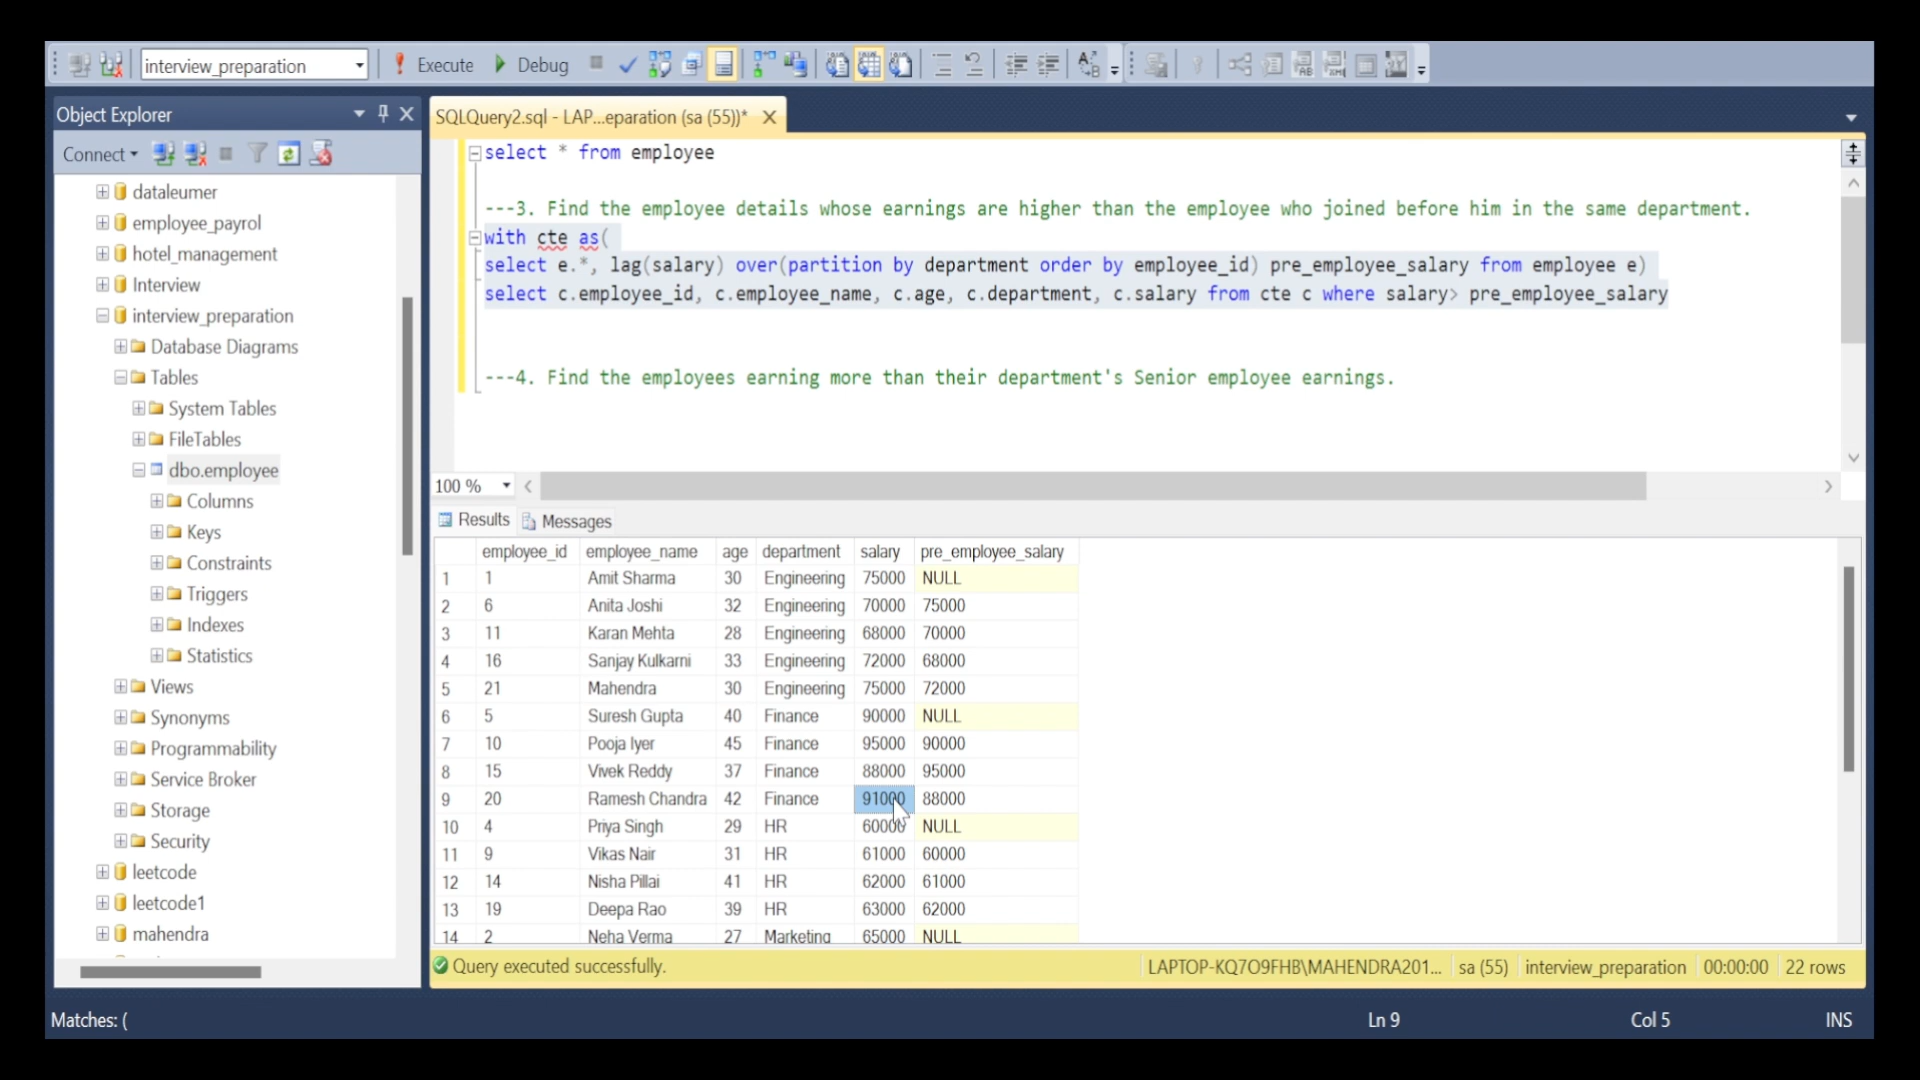 interview_preparation
Execute
Debug
Object Explorer
Connect
dataleumer
employee_payrol
hotel_management
Interview
interview_preparation
Database Diagrams
Tables
System Tables
FileTables
dbo.employee
Columns
Keys
Constraints
Triggers
Indexes
Statistics
Views
Synonyms
Programmability
Service Broker
Storage
Security
leetcode
leetcode1
mahendra
SQLQuery2.sql - LAP...eparation (sa (55))*
select * from employee
---3. Find the employee details whose earnings are higher than the employee who joined before him in the same department.
with cte as(
select e.*, lag(salary) over(partition by department order by employee_id) pre_employee_salary from employee e)
select c.employee_id, c.employee_name, c.age, c.department, c.salary from cte c where salary> pre_employee_salary
---4. Find the employees earning more than their department's Senior employee earnings.
100 %
Results Messages
employee_id employee_name age department salary pre_employee_salary
1 1 Amit Sharma 30 Engineering 75000 NULL
2 6 Anita Joshi 32 Engineering 70000 75000
3 11 Karan Mehta 28 Engineering 68000 70000
4 16 Sanjay Kulkarni 33 Engineering 72000 68000
5 21 Mahendra 30 Engineering 75000 72000
6 5 Suresh Gupta 40 Finance 90000 NULL
7 10 Pooja Iyer 45 Finance 95000 90000
8 15 Vivek Reddy 37 Finance 88000 95000
9 20 Ramesh Chandra 42 Finance 91000 88000
10 4 Priya Singh 29 HR 60000 NULL
11 9 Vikas Nair 31 HR 61000 60000
12 14 Nisha Pillai 41 HR 62000 61000
13 19 Deepa Rao 39 HR 63000 62000
14 2 Neha Verma 27 Marketing 65000 NULL
Query executed successfully.
LAPTOP-KQ7O9FHB\MAHENDRA201... sa (55) interview_preparation 00:00:00 22 rows
Matches: (
Ln 9
Col 5
INS